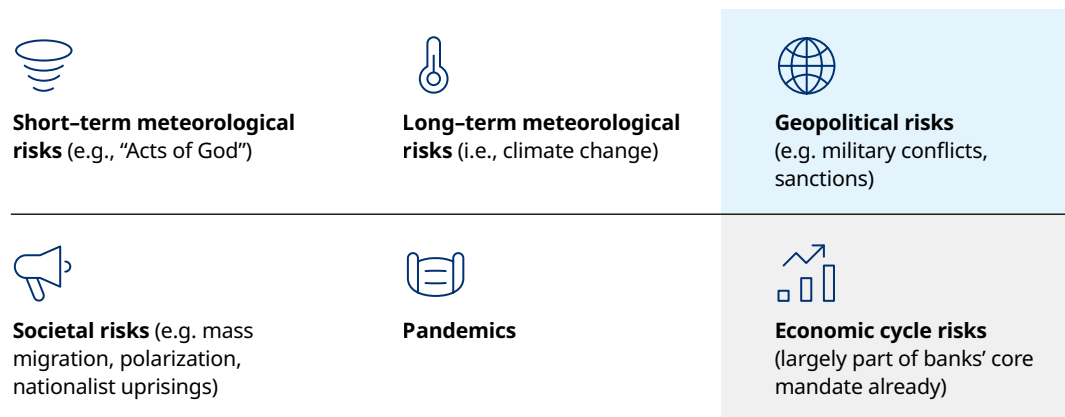 Short–term meteorological
risks (e.g., “Acts of God”)
Long–term meteorological
risks (i.e., climate change)
Geopolitical risks
(e.g. military conflicts,
sanctions)
Societal risks (e.g. mass
migration, polarization,
nationalist uprisings)
Pandemics
Economic cycle risks
(largely part of banks’ core
mandate already)